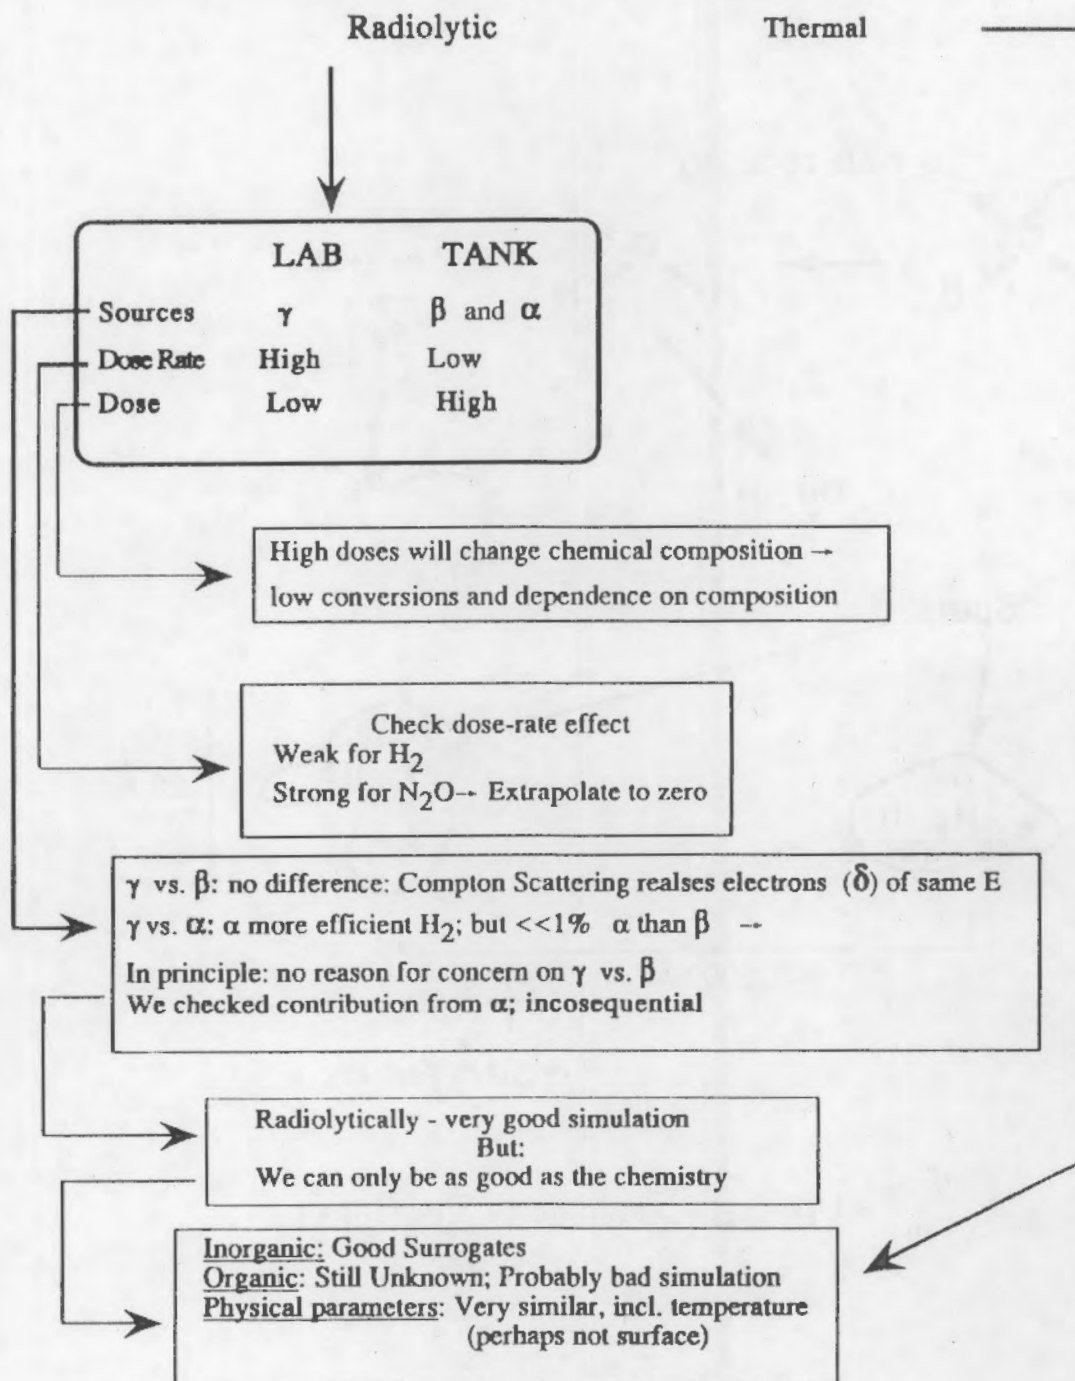 Radiolytic Thermal
LAB TANK
Sources γ β and α
Dose Rate High Low
Dose Low High
High doses will change chemical composition →
low conversions and dependence on composition
Check dose-rate effect
Weak for H₂
Strong for N₂O→ Extrapolate to zero
γ vs. β: no difference: Compton Scattering realses electrons (δ) of same E
γ vs. α: α more efficient H₂; but <<1% α than β →
In principle: no reason for concern on γ vs. β
We checked contribution from α; incosequential
Radiolytically - very good simulation
But:
We can only be as good as the chemistry
Inorganic: Good Surrogates
Organic: Still Unknown; Probably bad simulation
Physical parameters: Very similar, incl. temperature
(perhaps not surface)